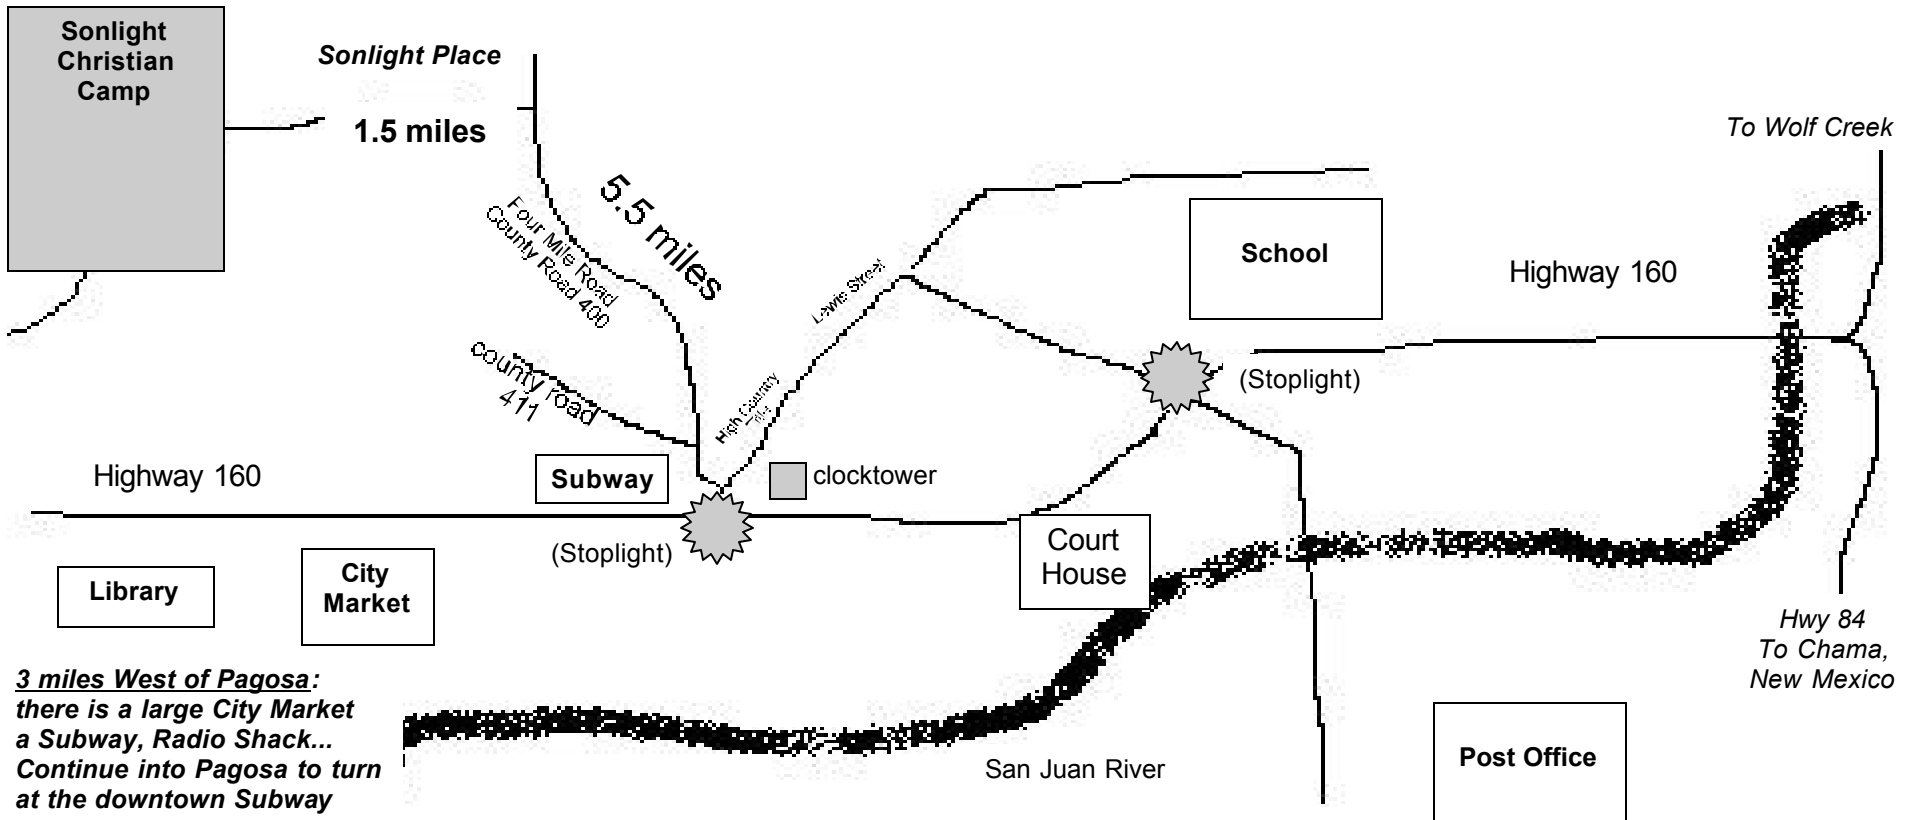 Sonlight
Christian
Camp
Sonlight Place
1.5 miles
To Wolf Creek
5.5 miles
Four Mile Road
County Road 400
Lewis Street
School
Highway 160
county road
411
High Country
Title
(Stoplight)
Highway 160
Subway
clocktower
(Stoplight)
Court
House
Library
City
Market
Hwy 84
To Chama,
New Mexico
3 miles West of Pagosa:
there is a large City Market
a Subway, Radio Shack...
Continue into Pagosa to turn
at the downtown Subway
San Juan River
Post Office